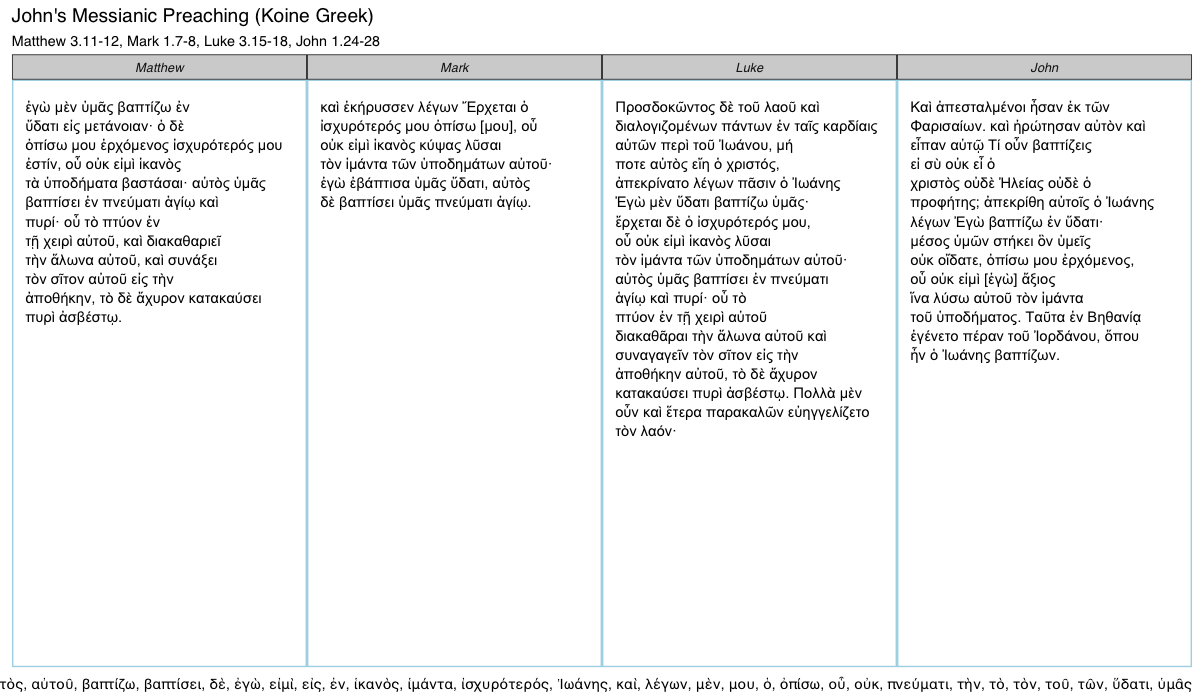 John's Messianic Preaching (Koine Greek)
Matthew 3.11-12, Mark 1.7-8, Luke 3.15-18, John 1.24-28
Matthew
ἐγὼ μὲν ὑμᾶς βαπτίζω ἐν
ὕδατι εἰς μετάνοιαν· ὁ δὲ
ὀπίσω μου ἐρχόμενος ἰσχυρότερός μου
ἐστίν, οὗ οὐκ εἰμὶ ἱκανὸς
τὰ ὑποδήματα βαστάσαι· αὐτὸς ὑμᾶς
βαπτίσει ἐν πνεύματι ἁγίῳ καὶ
πυρί· οὗ τὸ πτύον ἐν
τῇ χειρὶ αὐτοῦ, καὶ διακαθαριεῖ
τὴν ἅλωνα αὐτοῦ, καὶ συνάξει
τὸν σῖτον αὐτοῦ εἰς τὴν
ἀποθήκην, τὸ δὲ ἄχυρον κατακαύσει
πυρὶ ἀσβέστῳ.
Mark
καὶ ἐκήρυσσεν λέγων Ἔρχεται ὁ
ἰσχυρότερός μου ὀπίσω [μου], οὗ
οὐκ εἰμὶ ἱκανὸς κύψας λῦσαι
τὸν ἱμάντα τῶν ὑποδημάτων αὐτοῦ·
ἐγὼ ἐβάπτισα ὑμᾶς ὕδατι, αὐτὸς
δὲ βαπτίσει ὑμᾶς πνεύματι ἁγίῳ.
Luke
Προσδοκῶντος δὲ τοῦ λαοῦ καὶ
διαλογιζομένων πάντων ἐν ταῖς καρδίαις
αὐτῶν περὶ τοῦ Ἰωάνου, μή
ποτε αὐτὸς εἴη ὁ χριστός,
ἀπεκρίνατο λέγων πᾶσιν ὁ Ἰωάνης
Ἐγὼ μὲν ὕδατι βαπτίζω ὑμᾶς·
ἔρχεται δὲ ὁ ἰσχυρότερός μου,
οὗ οὐκ εἰμὶ ἱκανὸς λῦσαι
τὸν ἱμάντα τῶν ὑποδημάτων αὐτοῦ·
αὐτὸς ὑμᾶς βαπτίσει ἐν πνεύματι
ἁγίῳ καὶ πυρί· οὗ τὸ
πτύον ἐν τῇ χειρὶ αὐτοῦ
διακαθᾶραι τὴν ἅλωνα αὐτοῦ καὶ
συναγαγεῖν τὸν σῖτον εἰς τὴν
ἀποθήκην αὐτοῦ, τὸ δὲ ἄχυρον
κατακαύσει πυρὶ ἀσβέστῳ. Πολλὰ μὲν
οὖν καὶ ἕτερα παρακαλῶν εὐηγγελίζετο
τὸν λαόν·
John
Καὶ ἀπεσταλμένοι ἦσαν ἐκ τῶν
Φαρισαίων. καὶ ἠρώτησαν αὐτὸν καὶ
εἶπαν αὐτῷ Τί οὖν βαπτίζεις
εἰ σὺ οὐκ εἶ ὁ
χριστὸς οὐδὲ Ἠλείας οὐδὲ ὁ
προφήτης; ἀπεκρίθη αὐτοῖς ὁ Ἰωάνης
λέγων Ἐγὼ βαπτίζω ἐν ὕδατι·
μέσος ὑμῶν στήκει ὃν ὑμεῖς
οὐκ οἴδατε, ὀπίσω μου ἐρχόμενος,
οὗ οὐκ εἰμὶ [ἐγὼ] ἄξιος
ἵνα λύσω αὐτοῦ τὸν ἱμάντα
τοῦ ὑποδήματος. Ταῦτα ἐν Βηθανίᾳ
ἐγένετο πέραν τοῦ Ἰορδάνου, ὅπου
ἦν ὁ Ἰωάνης βαπτίζων.
τὸς, αὐτοῦ, βαπτίζω, βαπτίσει, δὲ, ἐγὼ, εἰμὶ, εἰς, ἐν, ἱκανὸς, ἱμάντα, ἰσχυρότερός, Ἰωάνης, καὶ, λέγων, μὲν, μου, ὁ, ὀπίσω, οὗ, οὐκ, πνεύματι, τὴν, τὸ, τὸν, τοῦ, τῶν, ὕδατι, ὑμᾶς